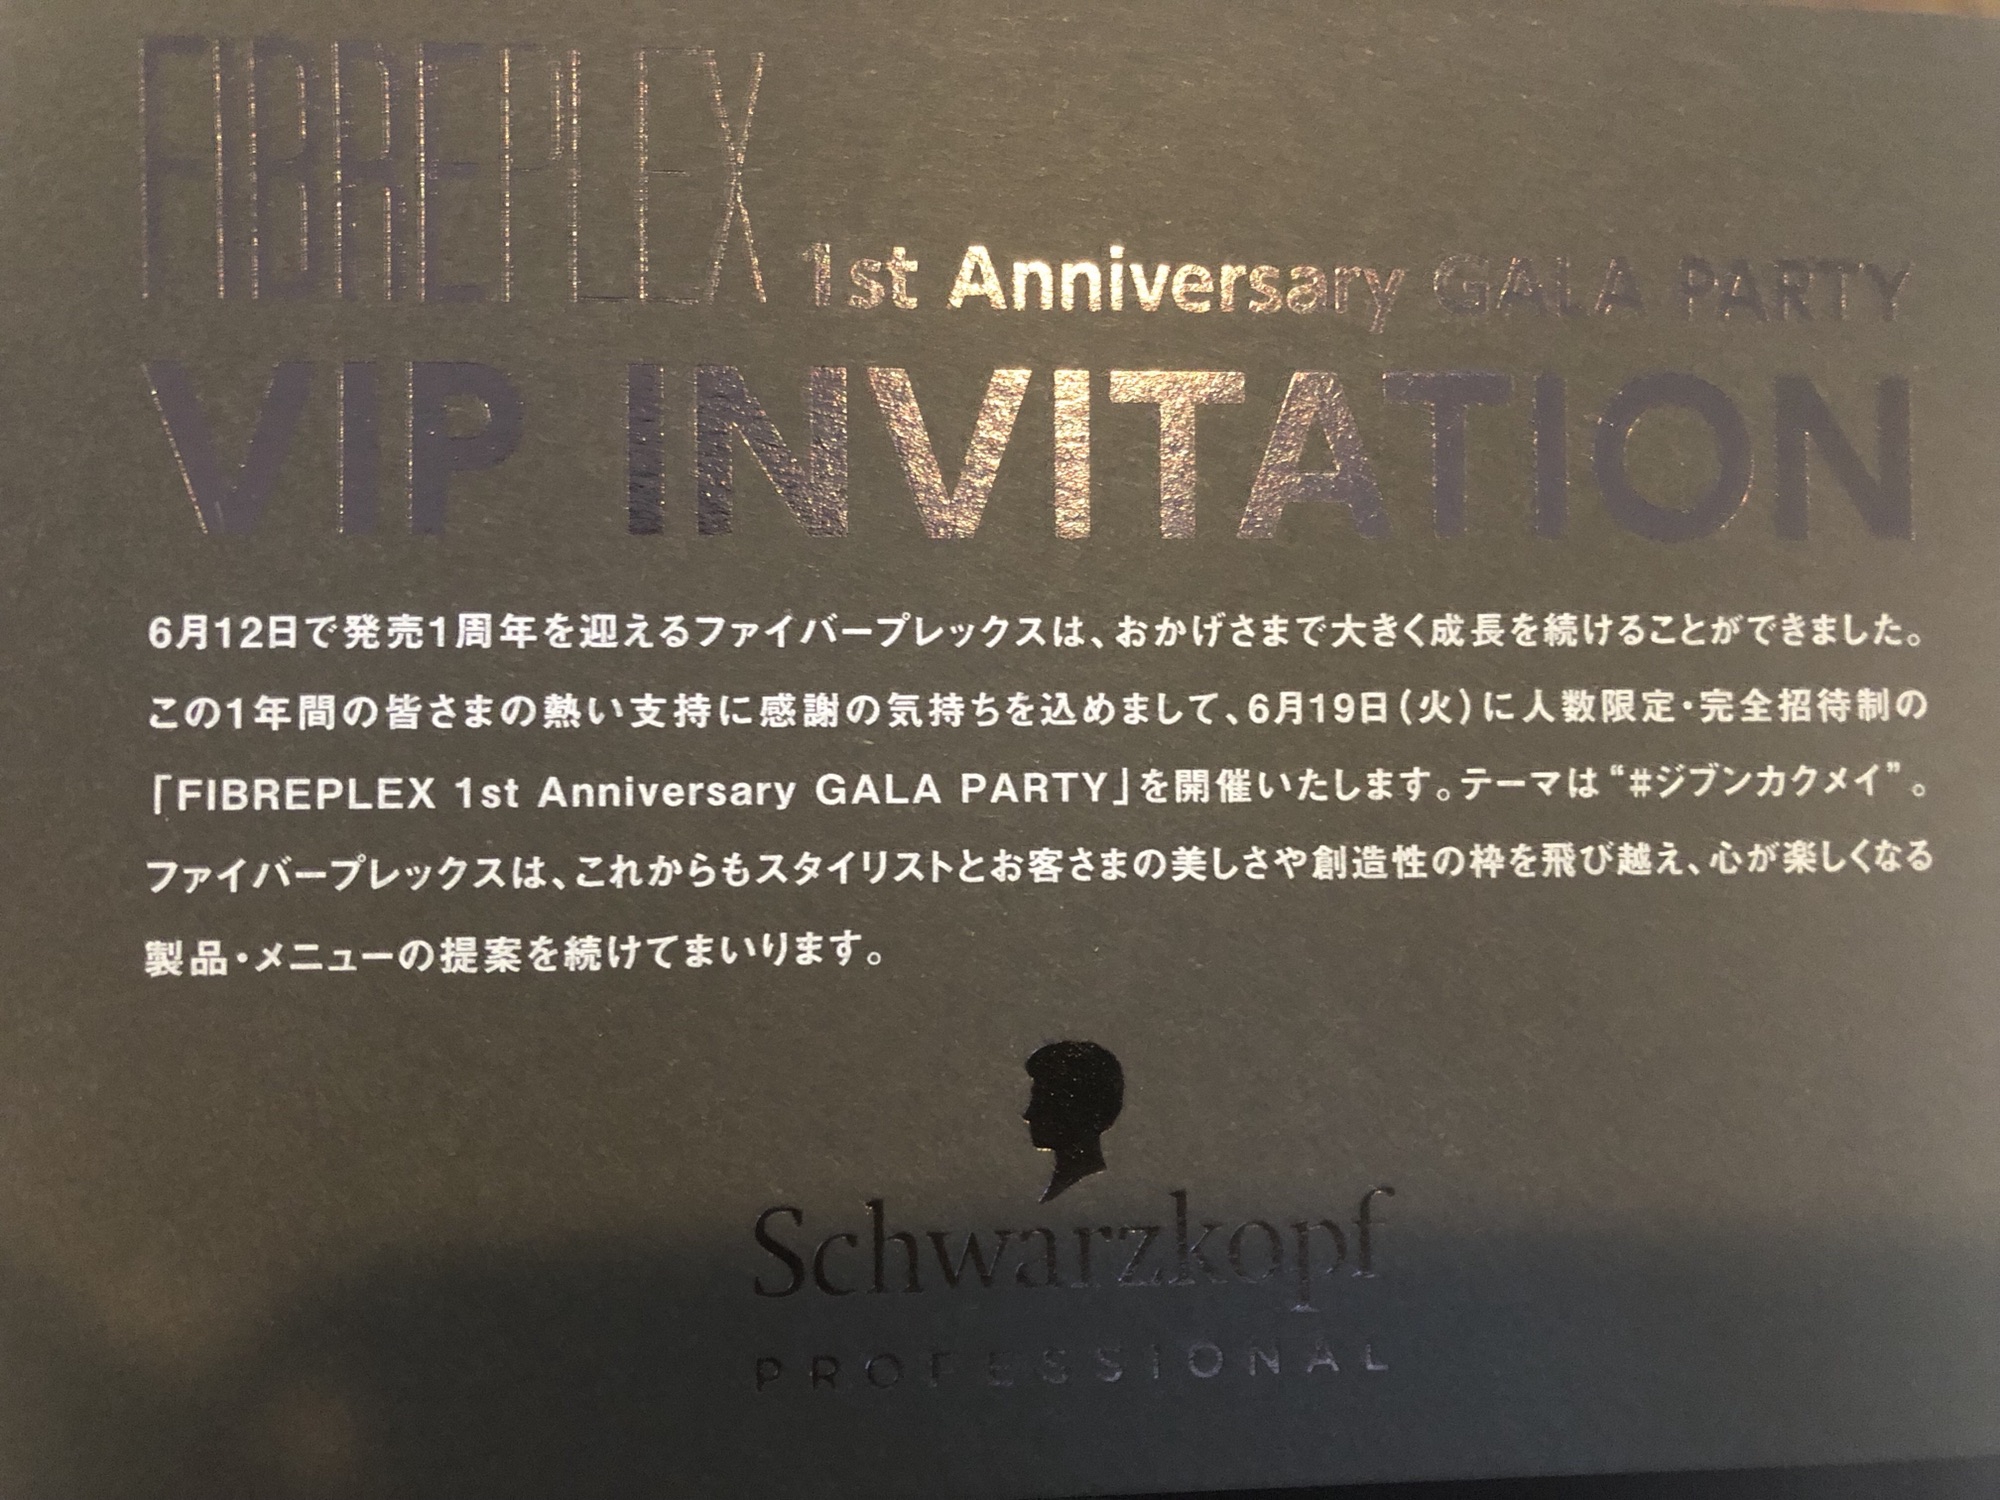 FIBREPLEX 1st Anniversary GALA PARTY
VIP INVITATION
6月12日で発売1周年を迎えるファイバープレックスは、おかげさまで大きく成長を続けることができました。
この1年間の皆さまの熱い支持に感謝の気持ちを込めまして、6月19日（火）に人数限定・完全招待制の
「FIBREPLEX 1st Anniversary GALA PARTY」を開催いたします。テーマは“#ジブンカクメイ”。
ファイバープレックスは、これからもスタイリストとお客さまの美しさや創造性の枠を飛び越え、心が楽しくなる
製品・メニューの提案を続けてまいります。
Schwarzkopf
PROFESSIONAL